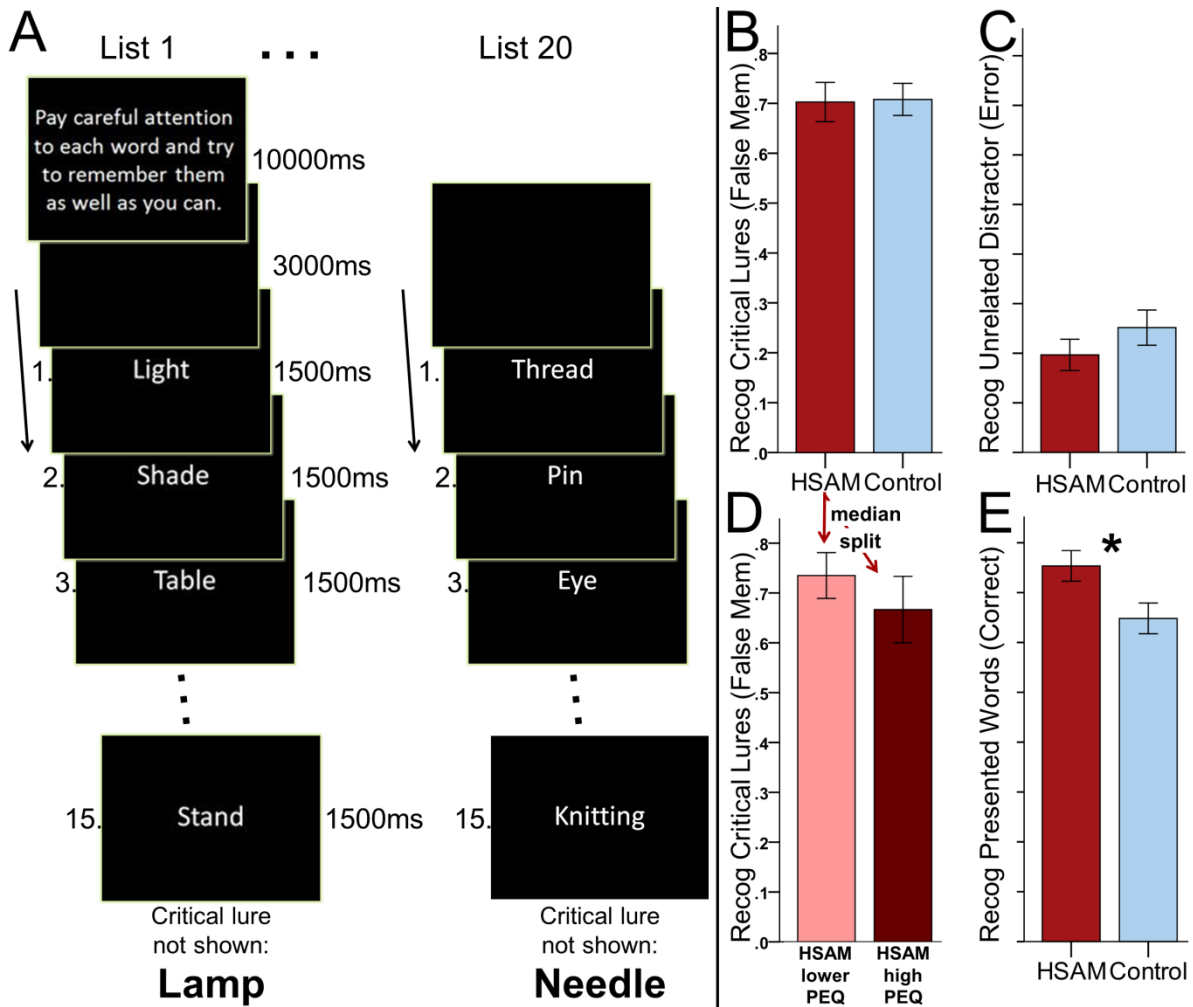 A
List 1
...
List 20
Pay careful attention
to each word and try
to remember them
as well as you can.
10000ms
3000ms
1.
Light
1500ms
2.
Shade
1500ms
3.
Table
1500ms
15.
Stand
1500ms
Critical lure
not shown:
Lamp
1.
Thread
2.
Pin
3.
Eye
15.
Knitting
Critical lure
not shown:
Needle
B
Recog Critical Lures (False Mem)
.8
.7
.6
.5
.4
.3
.2
.1
.0
HSAM
Control
C
Recog Unrelated Distractor (Error)
HSAM
Control
median
split
D
Recog Critical Lures (False Mem)
.8
.7
.6
.5
.4
.3
.2
.1
.0
HSAM
lower
PEQ
HSAM
high
PEQ
E
Recog Presented Words (Correct)
*
HSAM
Control